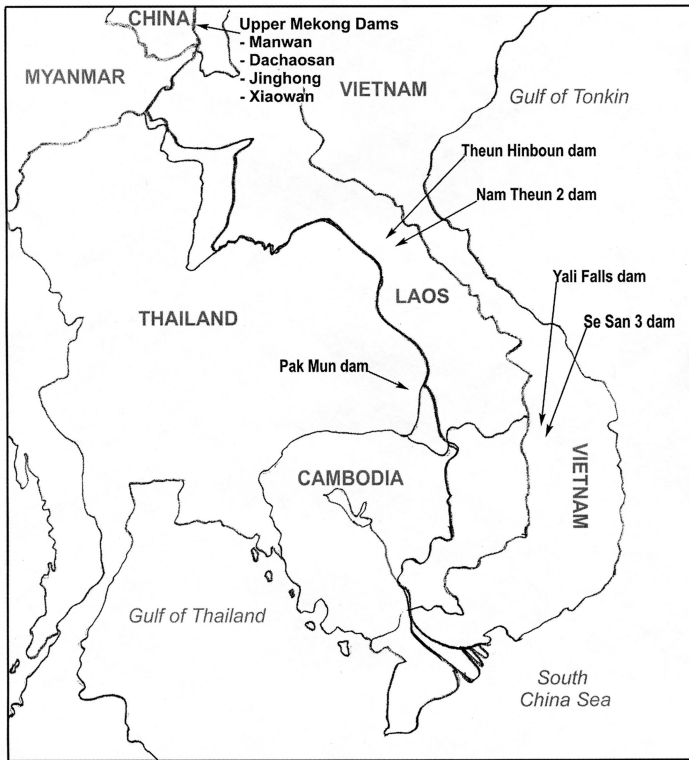 CHINA
Upper Mekong Dams
- Manwan
- Dachaosan
- Jinghong
- Xiaowan
MYANMAR
VIETNAM
Gulf of Tonkin
Theun Hinboun dam
Nam Theun 2 dam
Yali Falls dam
LAOS
THAILAND
Se San 3 dam
Pak Mun dam
CAMBODIA
VIETNAM
Gulf of Thailand
South
China Sea